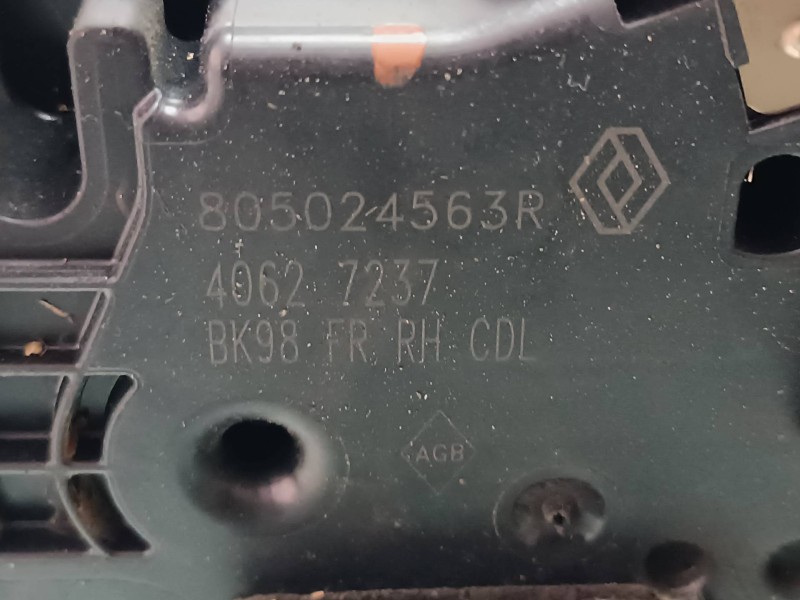 805024563R
4062 7237
BK98 FR RH CDL
AGB